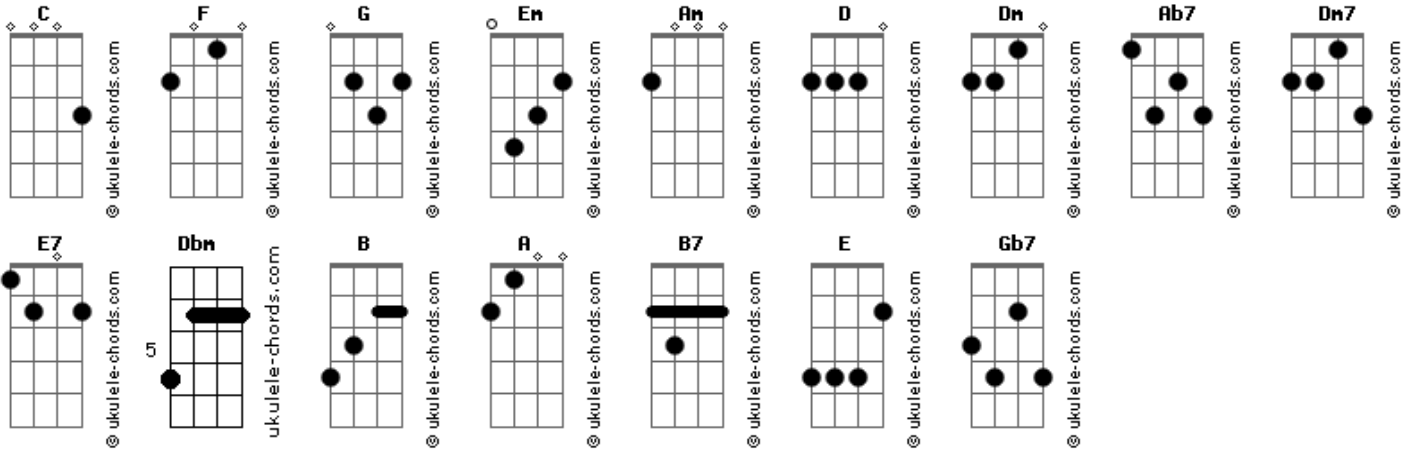 C F G Em Am D Dm Ab7 Dm7
© ukulele-chords.com © ukulele-chords.com © ukulele-chords.com © ukulele-chords.com © ukulele-chords.com © ukulele-chords.com © ukulele-chords.com © ukulele-chords.com © ukulele-chords.com
E7 Dbm B A B7 E Gb7
5
© ukulele-chords.com ukulele-chords.com © ukulele-chords.com © ukulele-chords.com © ukulele-chords.com © ukulele-chords.com © ukulele-chords.com